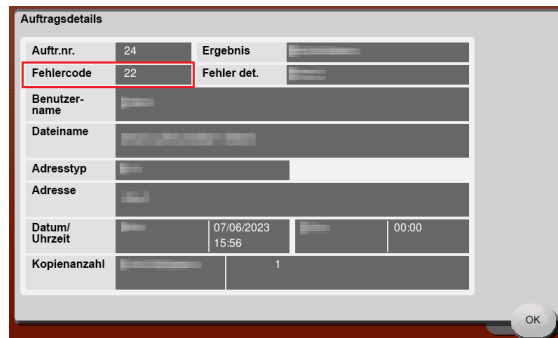 Auftragsdetails
Auftr.nr. 24 Ergebnis
Fehlercode 22 Fehler det.
Benutzer-
name
Dateiname
Adresstyp
Adresse
Datum/ 07/06/2023 00:00
Uhrzeit 15:56
Kopienanzahl 1
OK